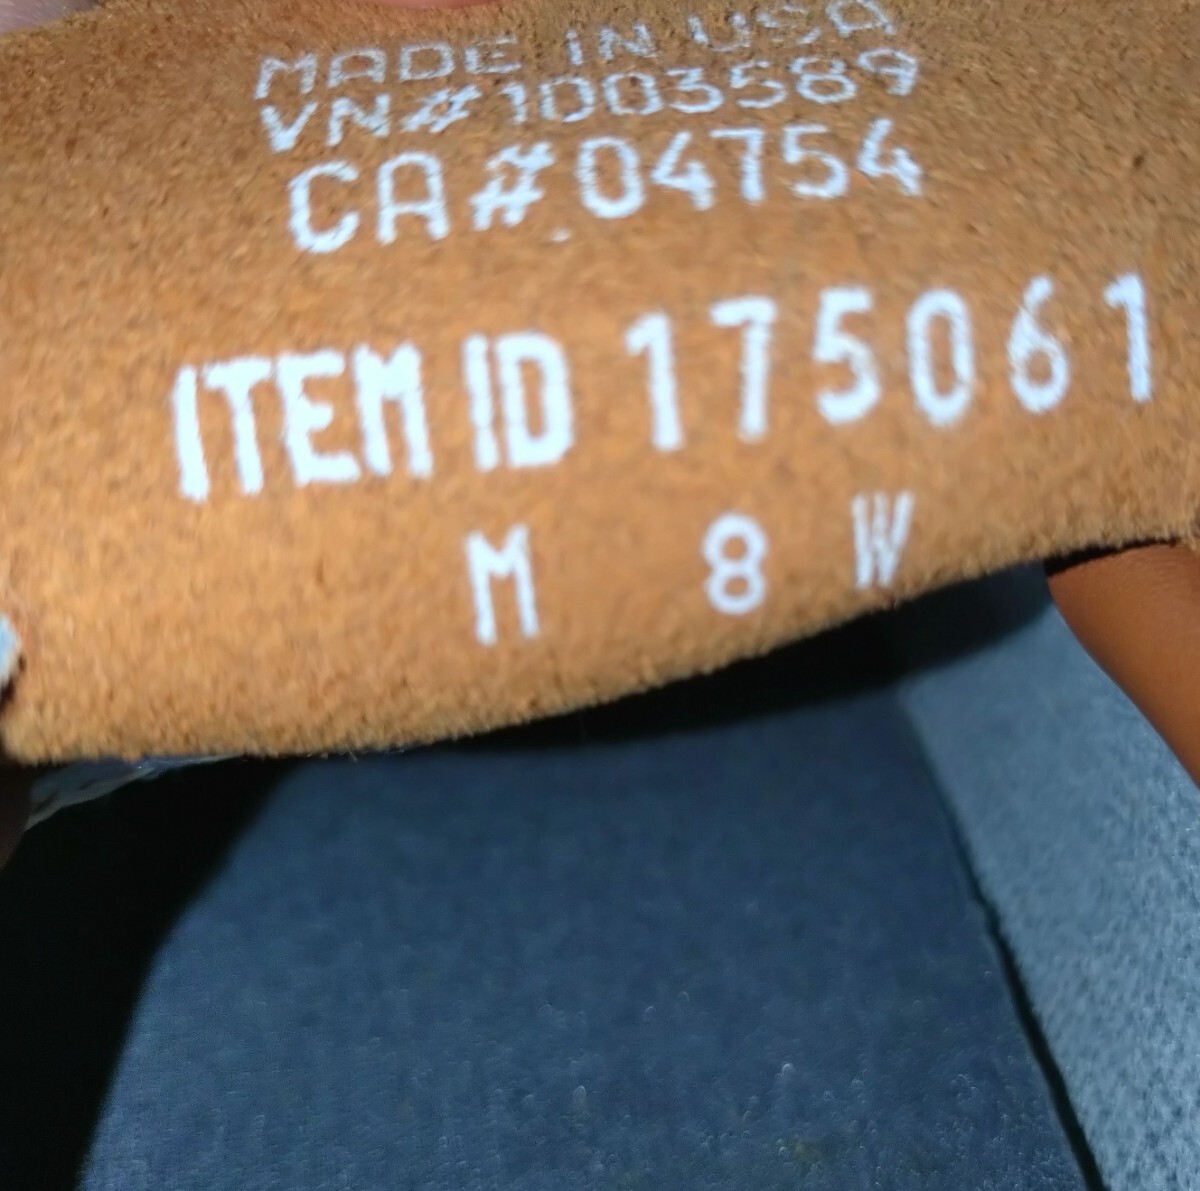 MADE IN USA
VN#1003589
CA#04754
ITEM ID 175061
M 8 W